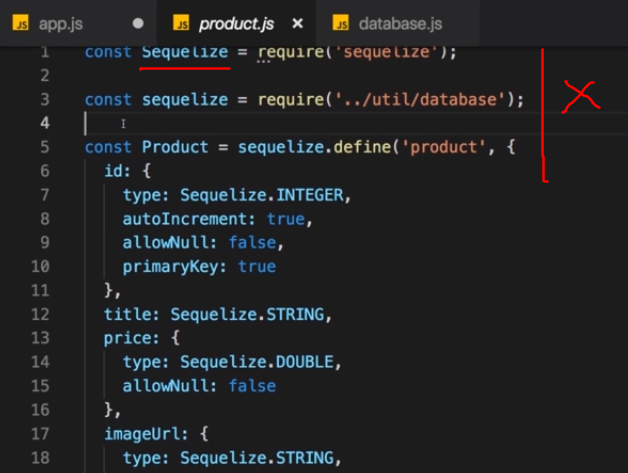 JS app.js ● JS product.js × JS database.js
1 const Sequelize = require('sequelize');
2
3 const sequelize = require('../util/database');
4
5 const Product = sequelize.define('product', {
6 id: {
7 type: Sequelize.INTEGER,
8 autoIncrement: true,
9 allowNull: false,
10 primaryKey: true
11 },
12 title: Sequelize.STRING,
13 price: {
14 type: Sequelize.DOUBLE,
15 allowNull: false
16 },
17 imageUrl: {
18 type: Sequelize.STRING,